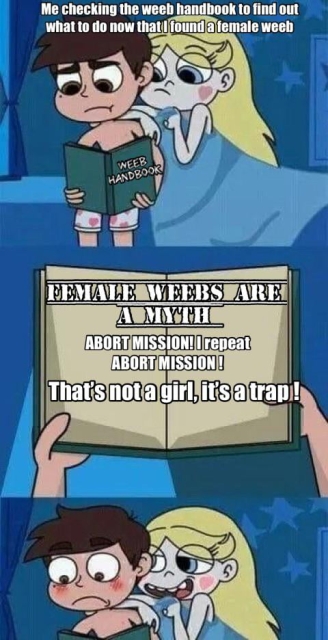 Me checking the weeb handbook to find out
what to do now that I found a female weeb
WEEB
HANDBOOK
FEMALE WEEBS ARE
A MYTH
ABORT MISSION! I repeat
ABORT MISSION !
That's not a girl, it's a trap !